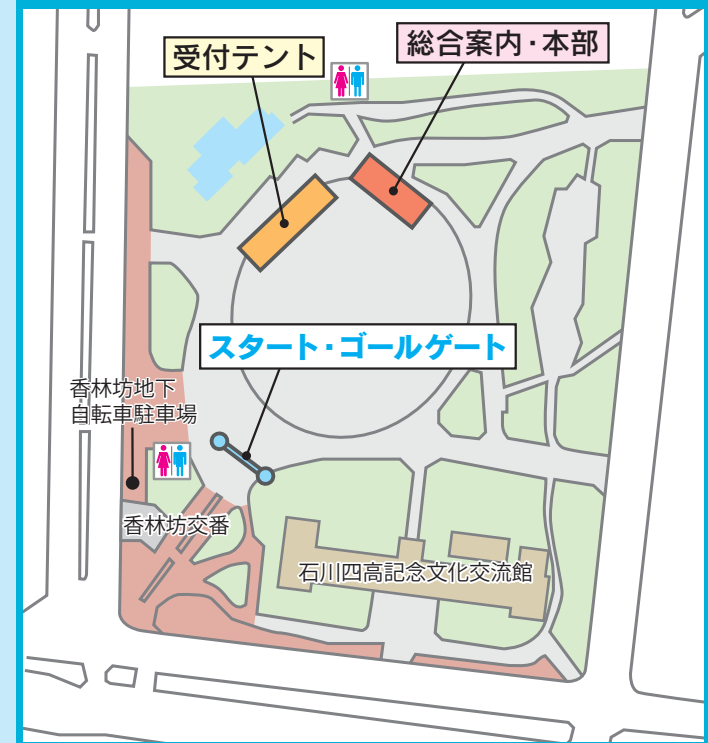 総合案内・本部
受付テント
スタート・ゴールゲート
香林坊地下
自転車駐車場
香林坊交番
石川四高記念文化交流館